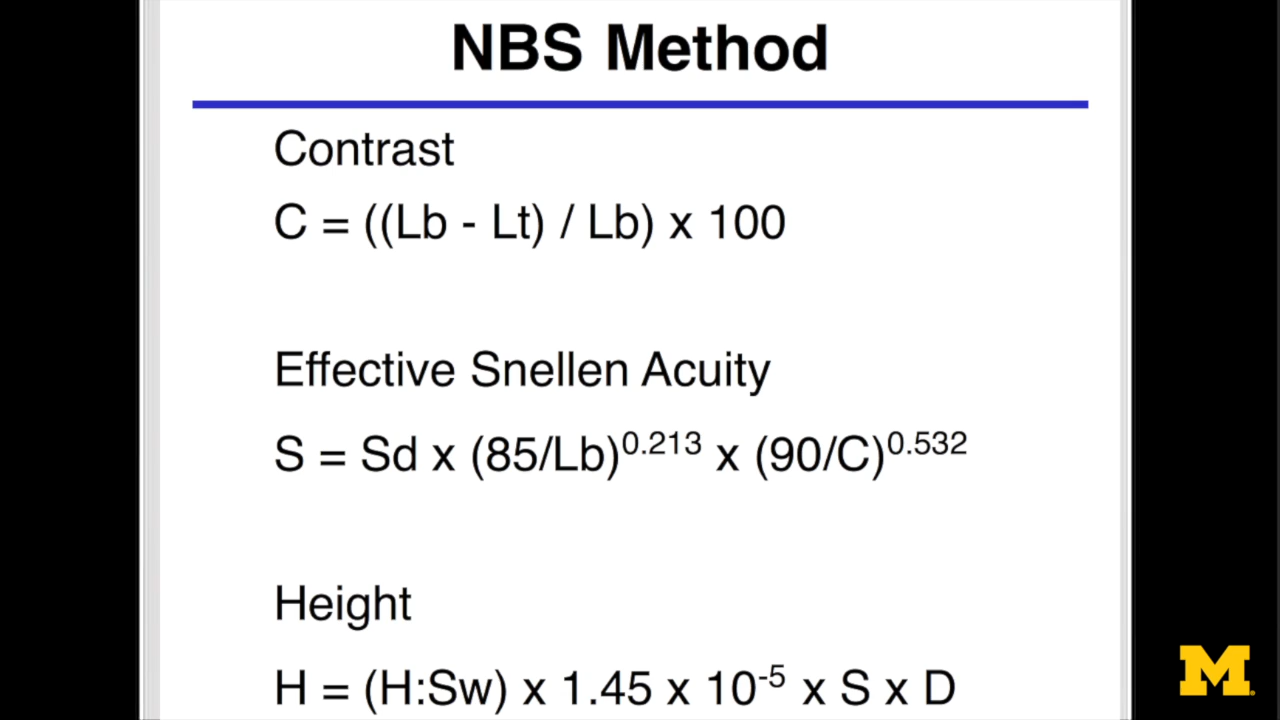 NBS Method
Contrast
C = ((Lb - Lt) / Lb) x 100
Effective Snellen Acuity
S = Sd x (85/Lb)^0.213 x (90/C)^0.532
Height
H = (H:Sw) x 1.45 x 10^-5 x S x D
M